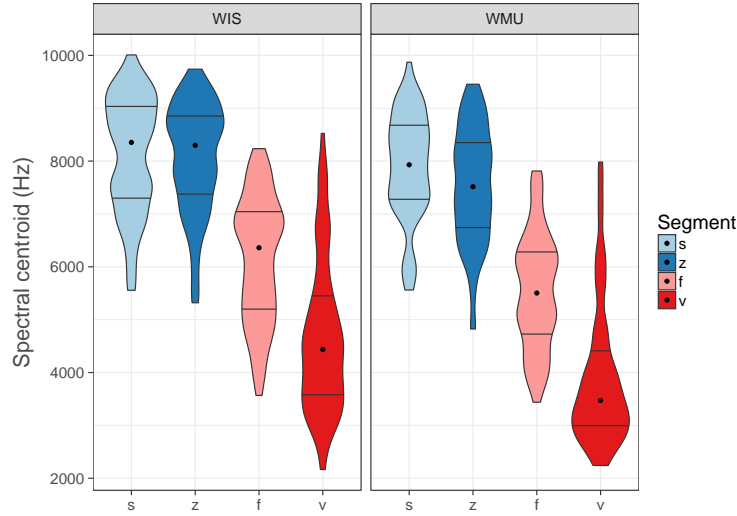 WIS
WMU
Spectral centroid (Hz)
10000
8000
6000
4000
2000
s z f v
s z f v
Segment
s
z
f
v